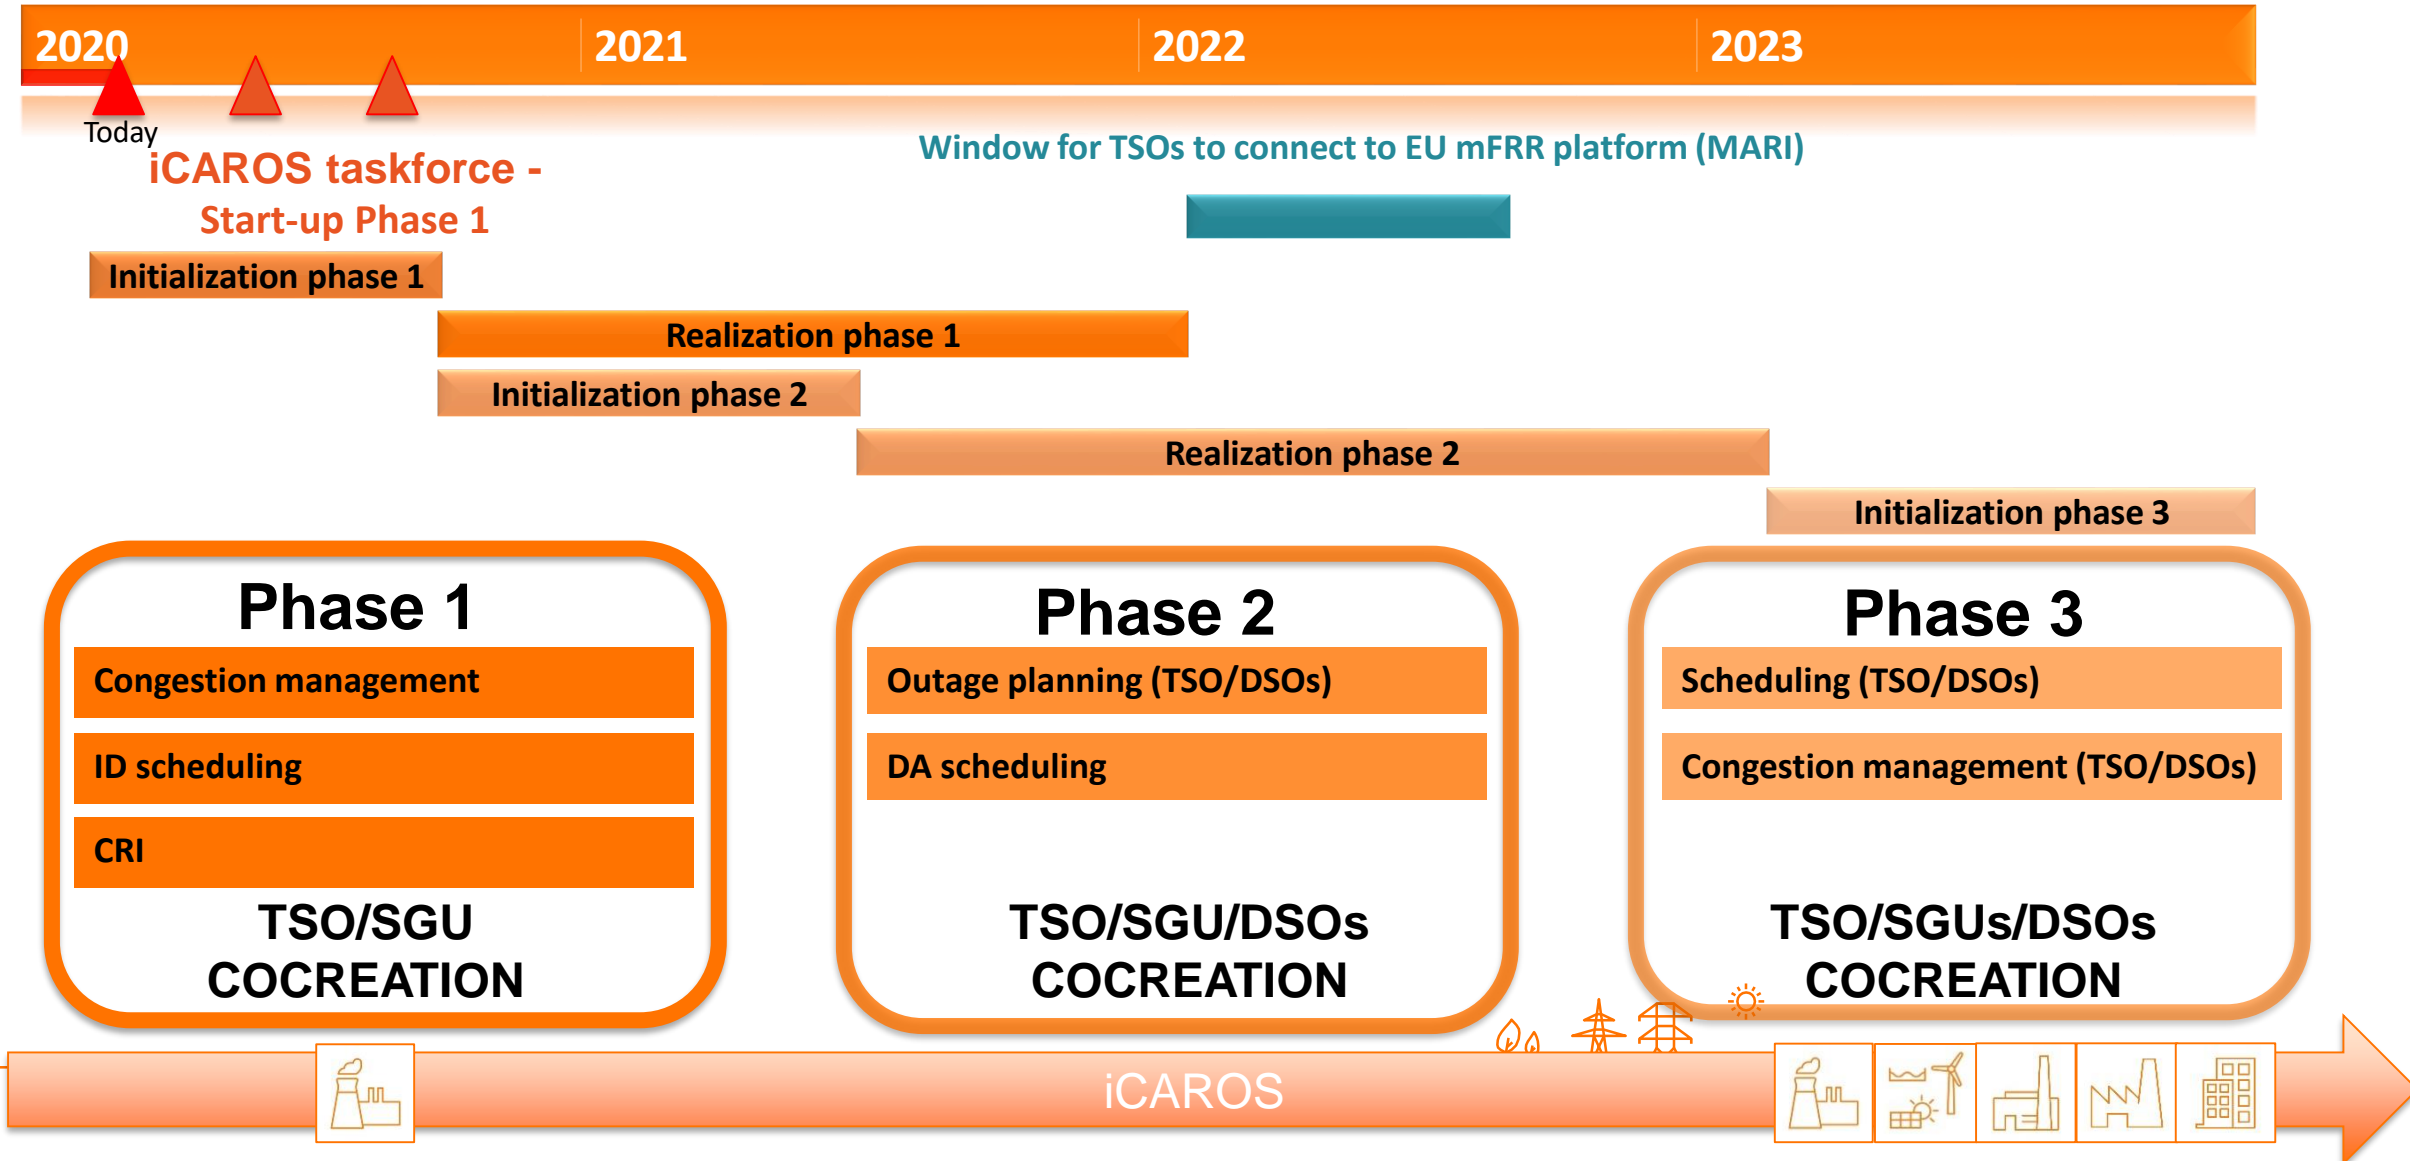 2020
2021
2022
2023
Today
iCAROS taskforce -
Start-up Phase 1
Window for TSOs to connect to EU mFRR platform (MARI)
Initialization phase 1
Realization phase 1
Initialization phase 2
Realization phase 2
Initialization phase 3
Phase 1
Congestion management
ID scheduling
CRI
TSO/SGU
COCREATION
Phase 2
Outage planning (TSO/DSOs)
DA scheduling
TSO/SGU/DSOs
COCREATION
Phase 3
Scheduling (TSO/DSOs)
Congestion management (TSO/DSOs)
TSO/SGUs/DSOs
COCREATION
iCAROS